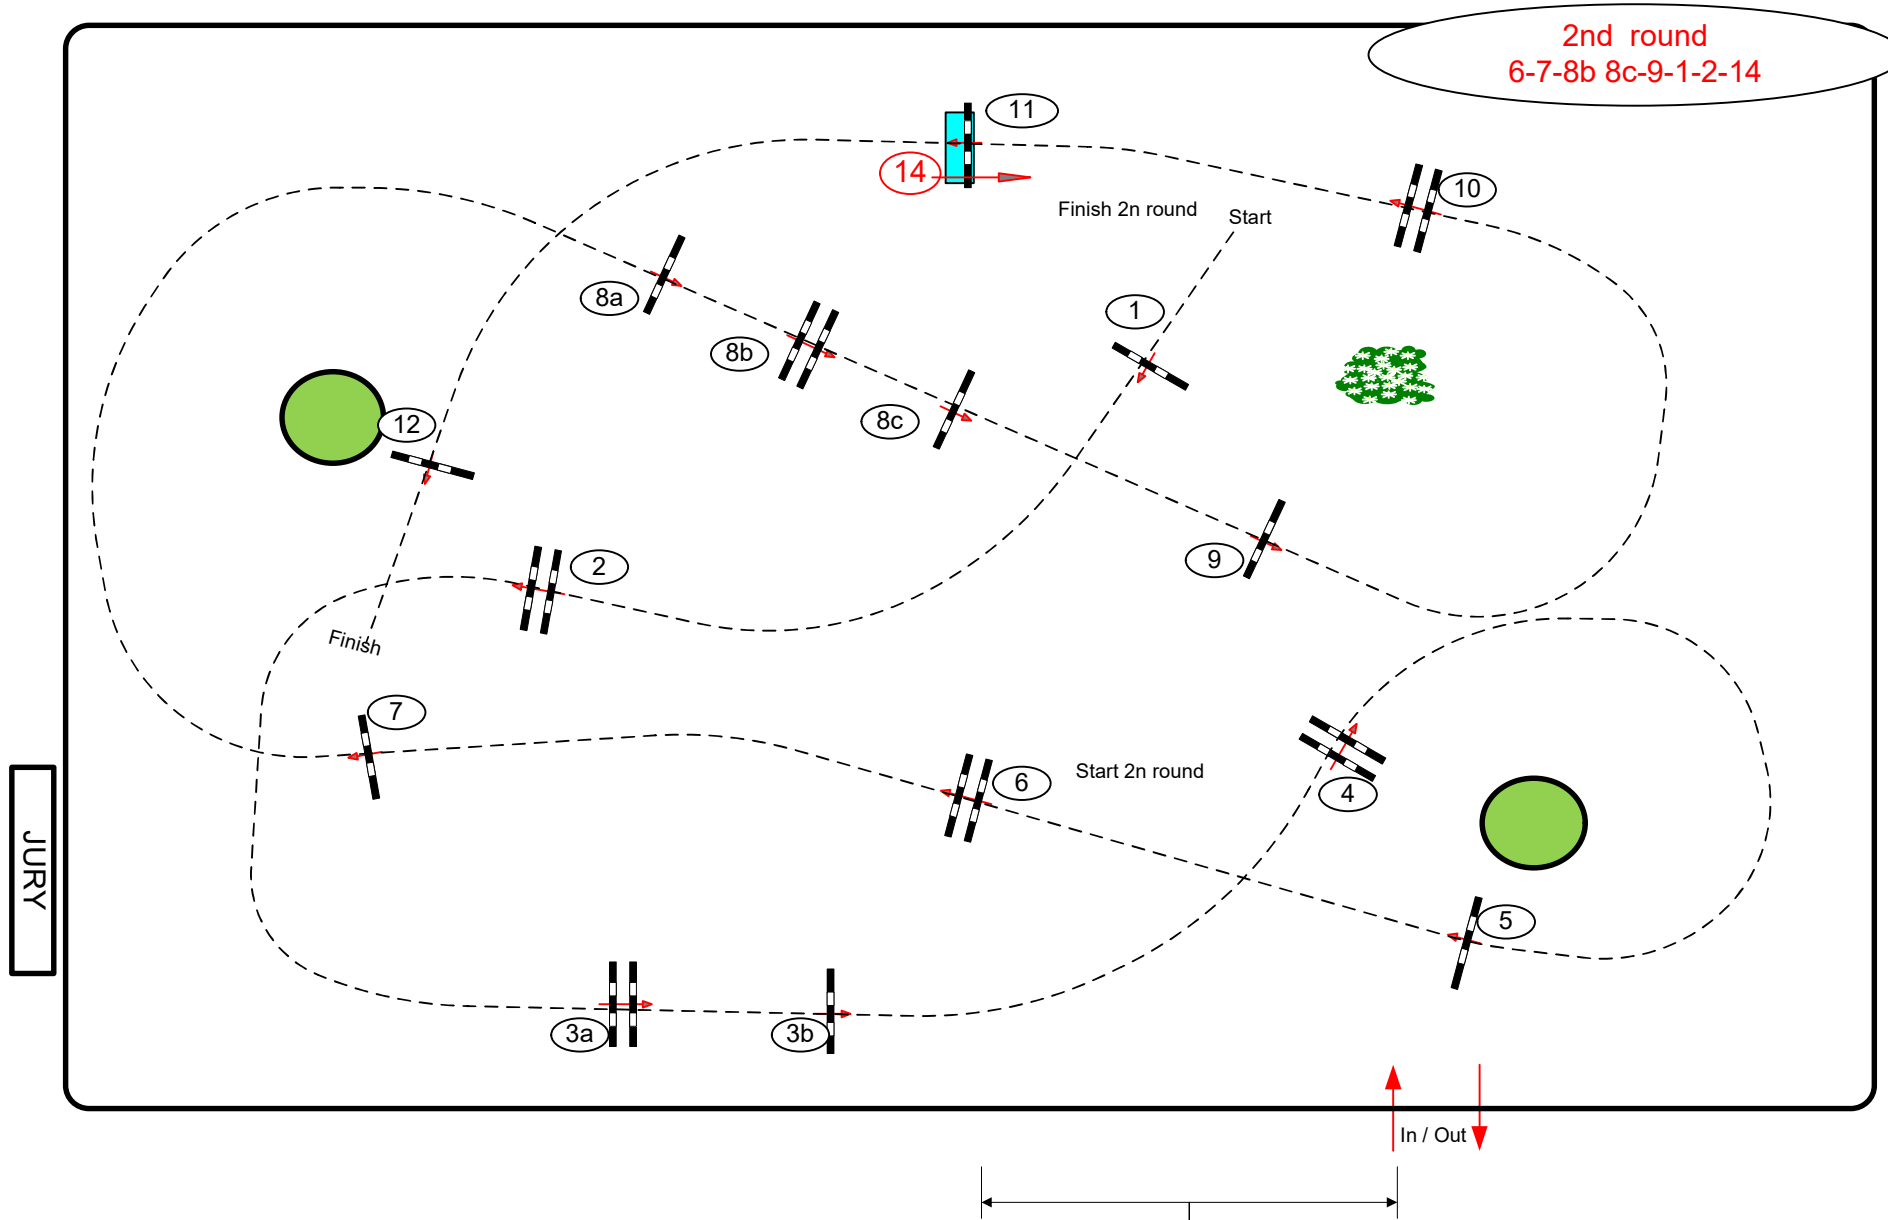 2nd round
6-7-8b 8c-9-1-2-14
11
14
10
Finish 2n round
Start
8a
1
8b
8c
12
2
9
Finish
7
6
Start 2n round
4
5
JURY
3a
3b
In / Out